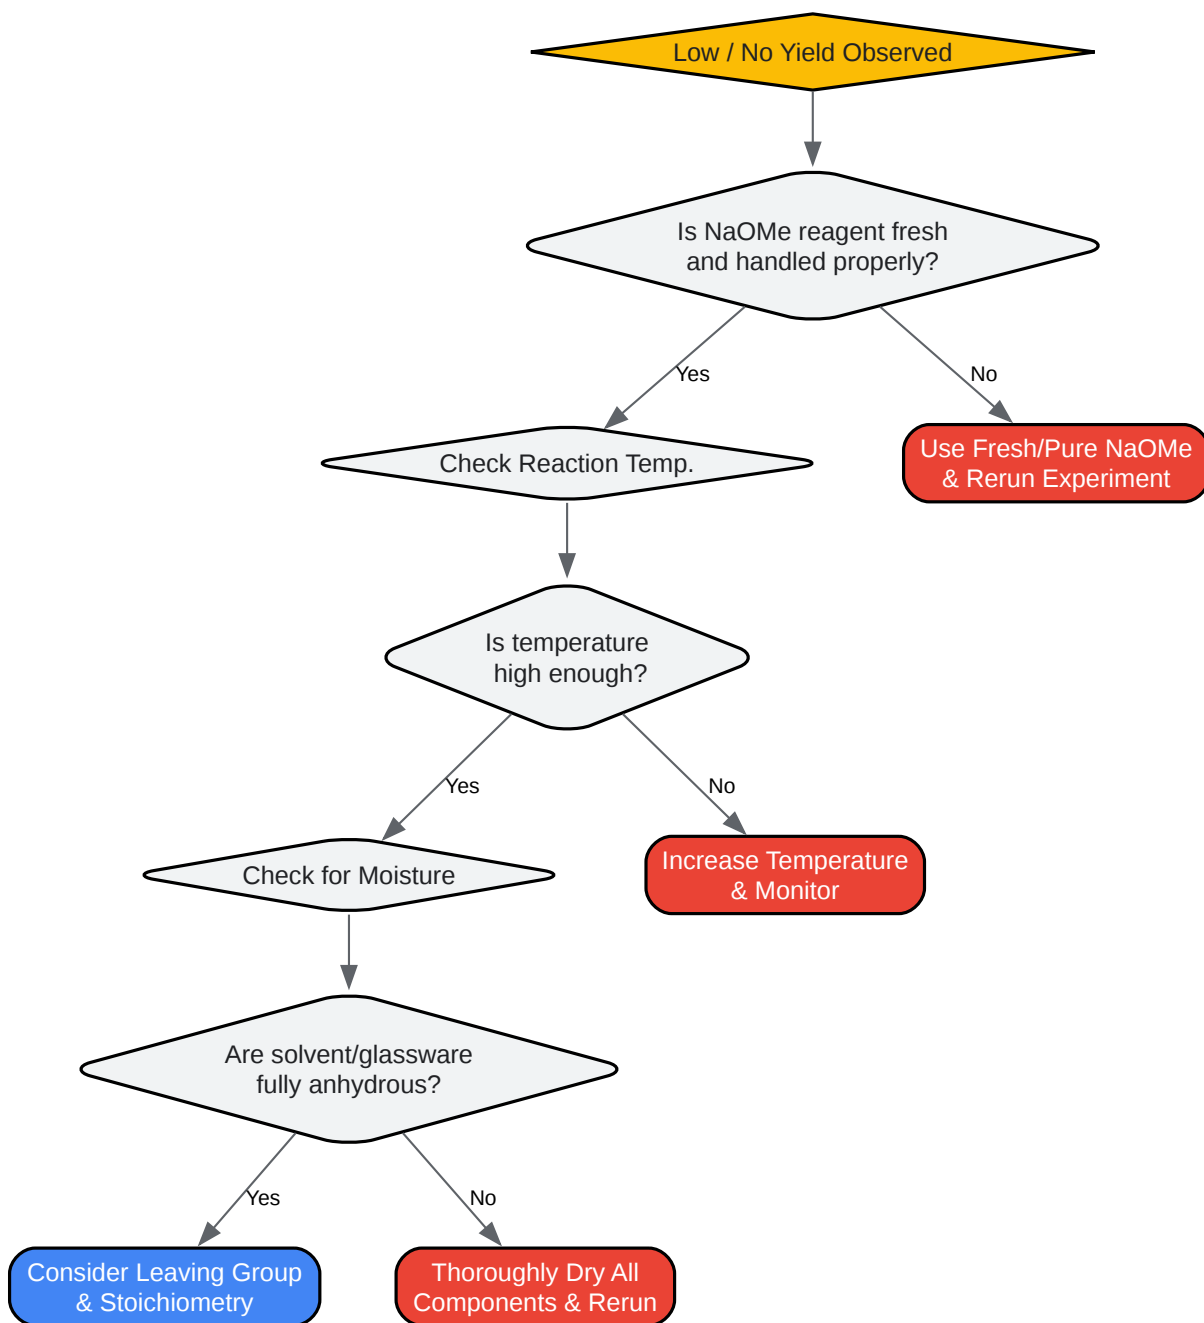 Low / No Yield Observed
Is NaOMe reagent fresh
and handled properly?
Yes
No
Check Reaction Temp.
Use Fresh/Pure NaOMe
& Rerun Experiment
Is temperature
high enough?
Yes
No
Check for Moisture
Increase Temperature
& Monitor
Are solvent/glassware
fully anhydrous?
Yes
No
Consider Leaving Group
& Stoichiometry
Thoroughly Dry All
Components & Rerun